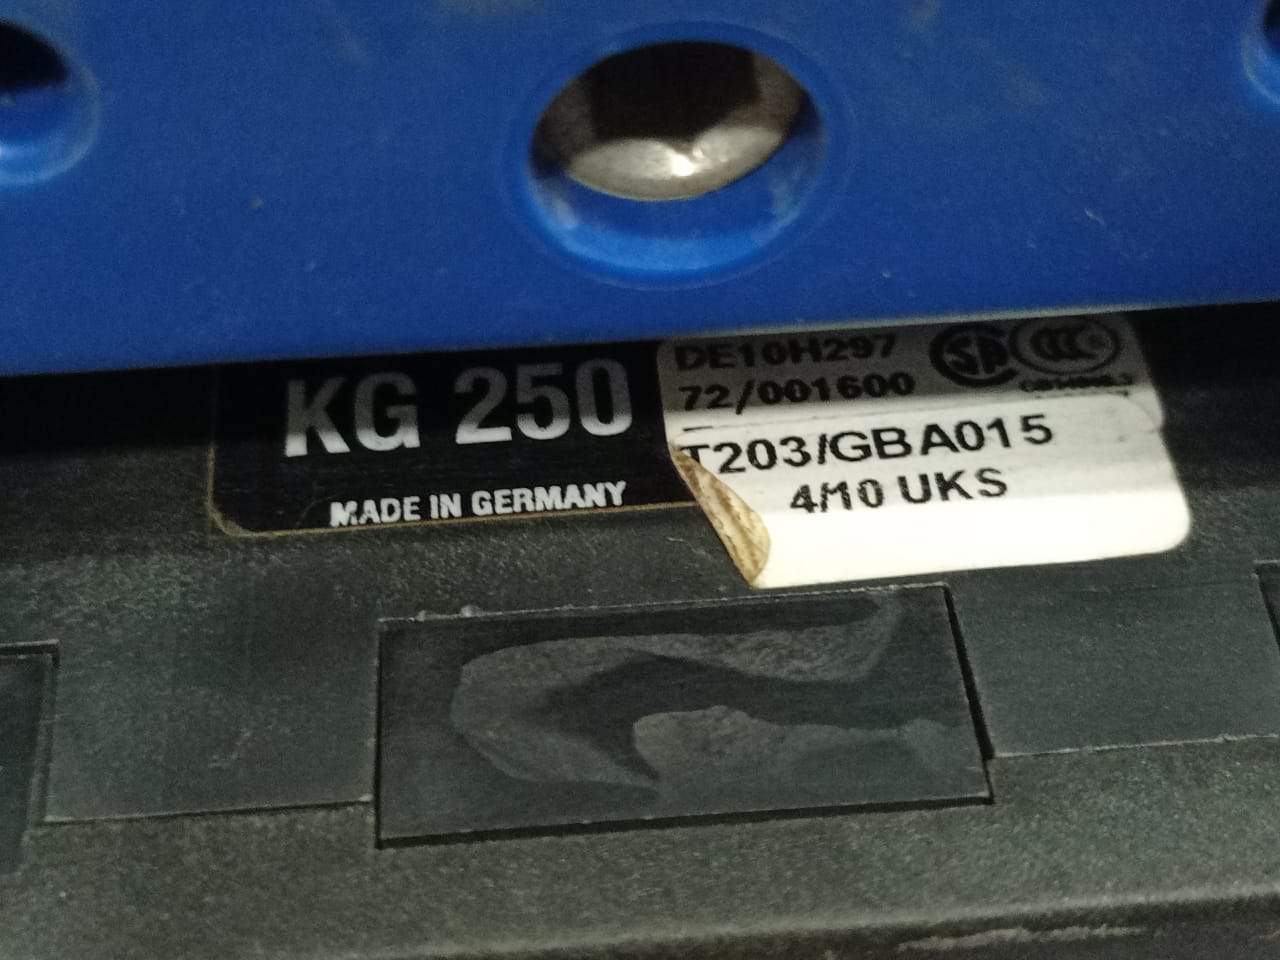 KG 250
MADE IN GERMANY
DE10H297
72/001600
T203/GBA015
4/10 UKS